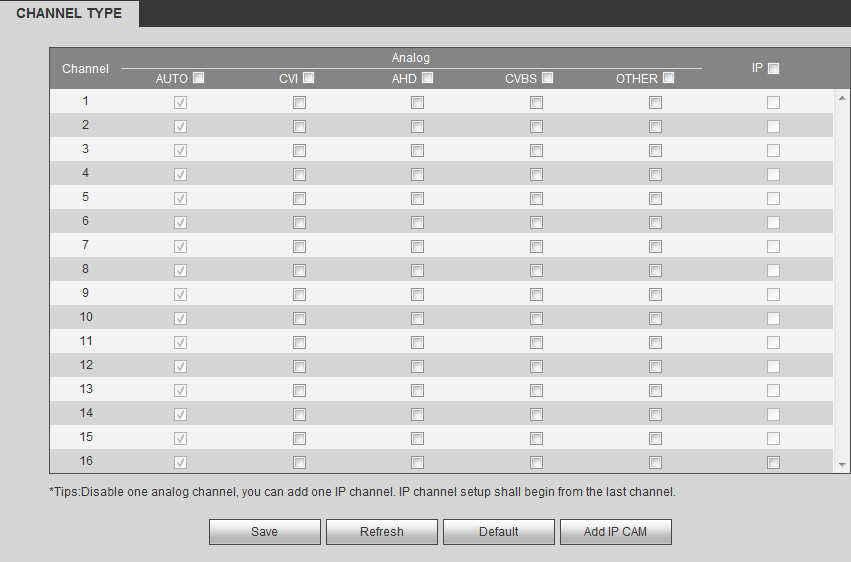 CHANNEL TYPE
Analog
Channel
IP
AUTO CVI AHD CVBS OTHER
1
2
3
4
5
6
7
8
9
10
11
12
13
14
15
16
*Tips:Disable one analog channel, you can add one IP channel. IP channel setup shall begin from the last channel.
Save Refresh Default Add IP CAM